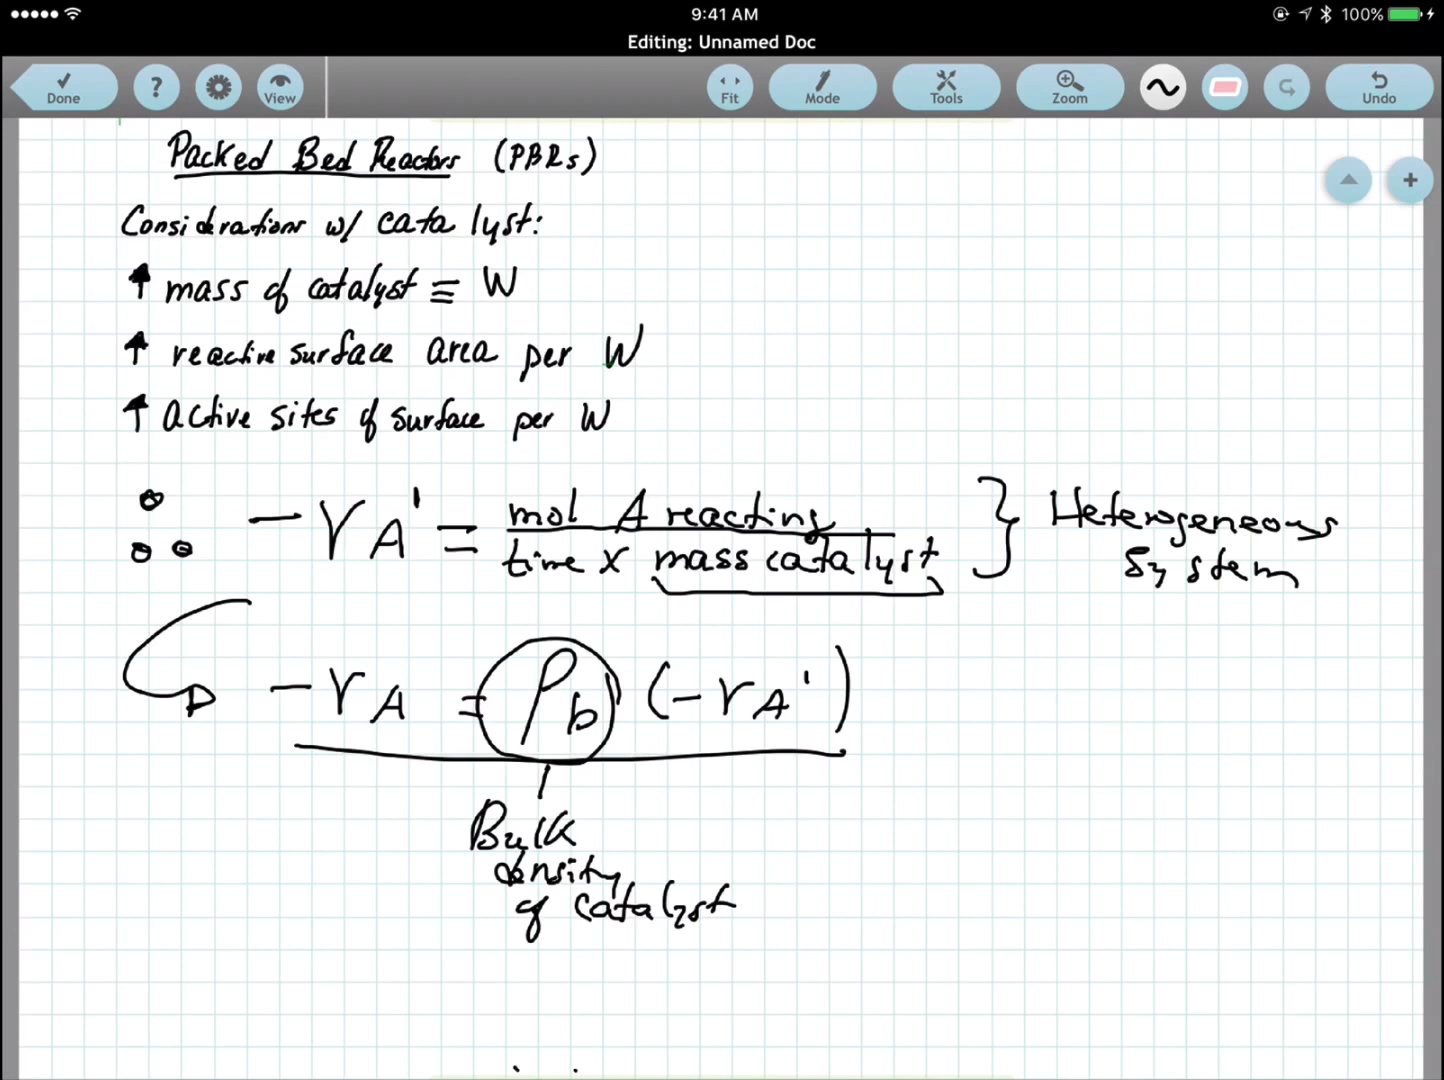 9:41 AM
100%
Editing: Unnamed Doc
Done
?
View
Fit
Mode
Tools
Zoom
Undo
Packed Bed Reactors (PBRs)
Considerations w/ catalyst:
↑ mass of catalyst ≡ W
↑ reactive surface area per W
↑ active sites of surface per W
∴ -rA' = mol A reacting
time x mass catalyst
} Heterogeneous
System
-rA = ρb (-rA')
Bulk
density
of catalyst